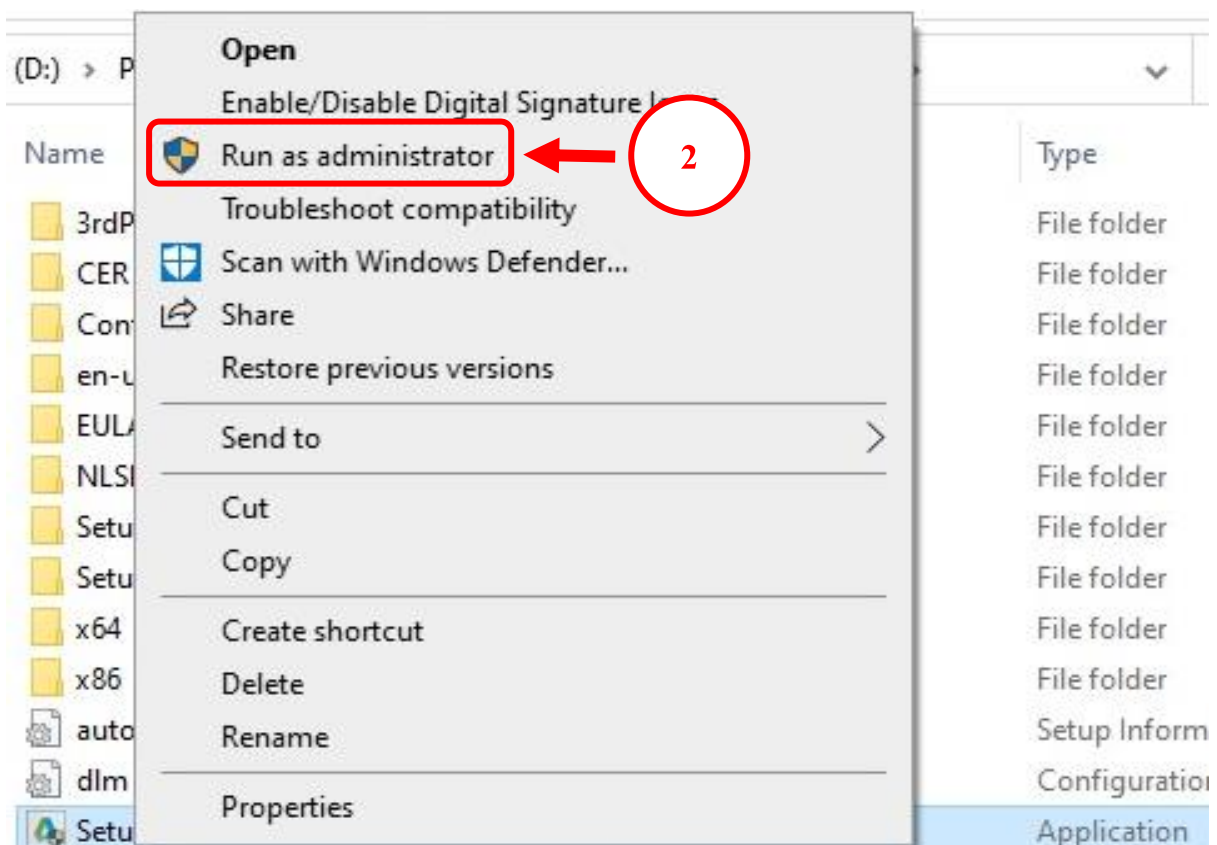 (D:) > P
Open
Enable/Disable Digital Signature
Name
Run as administrator
2
Type
Troubleshoot compatibility
3rdP
File folder
Scan with Windows Defender...
CER
File folder
Share
Con
File folder
Restore previous versions
en-u
File folder
EULA
File folder
Send to
NLS
File folder
Cut
Setu
File folder
Copy
Setu
File folder
Create shortcut
x64
File folder
Delete
x86
File folder
Rename
auto
Setup Inform
dlm
Configuration
Properties
Setu
Application